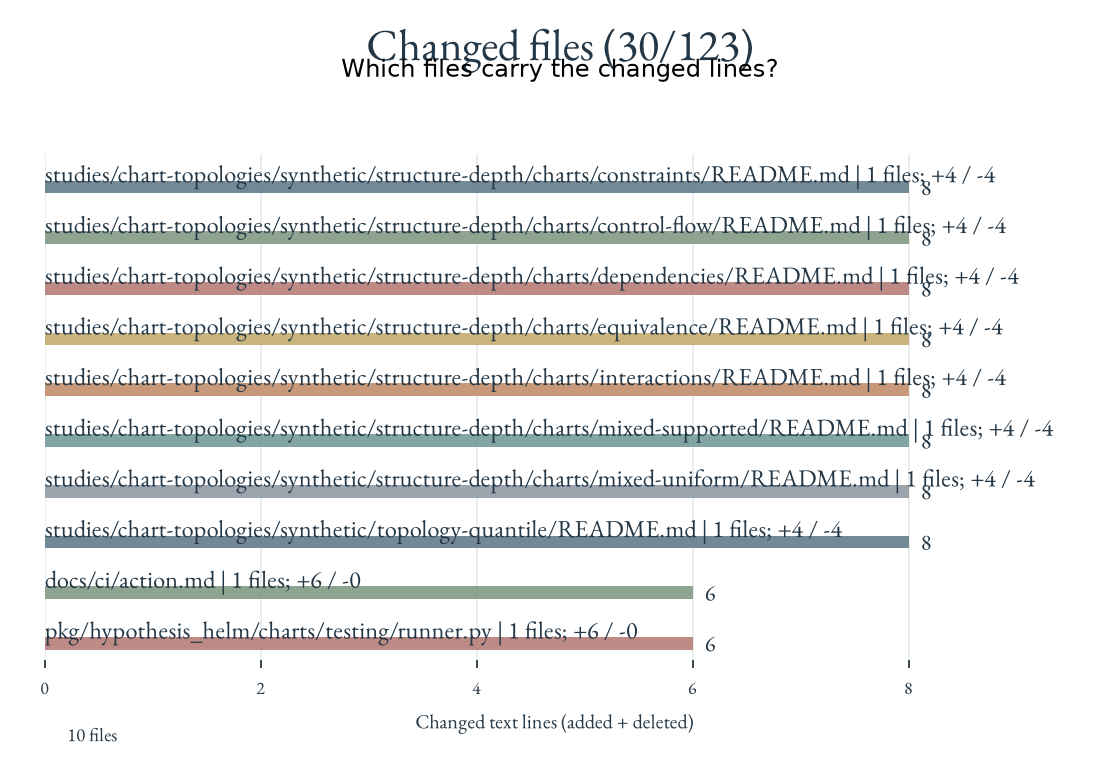 Changed files (30/123)
Which files carry the changed lines?
studies/chart-topologies/synthetic/structure-depth/charts/constraints/README.md | 1 files; +4 / -4
8
studies/chart-topologies/synthetic/structure-depth/charts/control-flow/README.md | 1 files; +4 / -4
8
studies/chart-topologies/synthetic/structure-depth/charts/dependencies/README.md | 1 files; +4 / -4
8
studies/chart-topologies/synthetic/structure-depth/charts/equivalence/README.md | 1 files; +4 / -4
8
studies/chart-topologies/synthetic/structure-depth/charts/interactions/README.md | 1 files; +4 / -4
8
studies/chart-topologies/synthetic/structure-depth/charts/mixed-supported/README.md | 1 files; +4 / -4
8
studies/chart-topologies/synthetic/structure-depth/charts/mixed-uniform/README.md | 1 files; +4 / -4
8
studies/chart-topologies/synthetic/topology-quantile/README.md | 1 files; +4 / -4
8
docs/ci/action.md | 1 files; +6 / -0
6
pkg/hypothesis_helm/charts/testing/runner.py | 1 files; +6 / -0
6
0 2 4 6 8
Changed text lines (added + deleted)
10 files